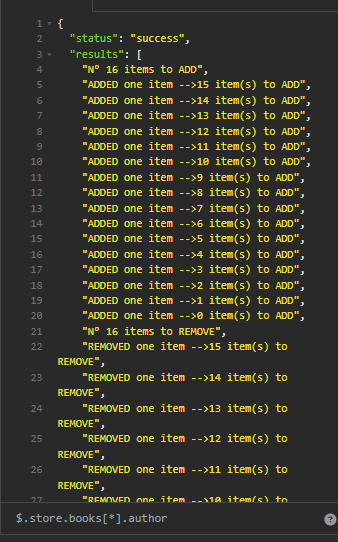 1 {
2 "status": "success",
3 "results": [
4 "Nº 16 items to ADD",
5 "ADDED one item -->15 item(s) to ADD",
6 "ADDED one item -->14 item(s) to ADD",
7 "ADDED one item -->13 item(s) to ADD",
8 "ADDED one item -->12 item(s) to ADD",
9 "ADDED one item -->11 item(s) to ADD",
10 "ADDED one item -->10 item(s) to ADD",
11 "ADDED one item -->9 item(s) to ADD",
12 "ADDED one item -->8 item(s) to ADD",
13 "ADDED one item -->7 item(s) to ADD",
14 "ADDED one item -->6 item(s) to ADD",
15 "ADDED one item -->5 item(s) to ADD",
16 "ADDED one item -->4 item(s) to ADD",
17 "ADDED one item -->3 item(s) to ADD",
18 "ADDED one item -->2 item(s) to ADD",
19 "ADDED one item -->1 item(s) to ADD",
20 "ADDED one item -->0 item(s) to ADD",
21 "Nº 16 items to REMOVE",
22 "REMOVED one item -->15 item(s) to
REMOVE",
23 "REMOVED one item -->14 item(s) to
REMOVE",
24 "REMOVED one item -->13 item(s) to
REMOVE",
25 "REMOVED one item -->12 item(s) to
REMOVE",
26 "REMOVED one item -->11 item(s) to
REMOVE",
27 "REMOVED one item -->10 item(s) to
$.store.books[*].author ?